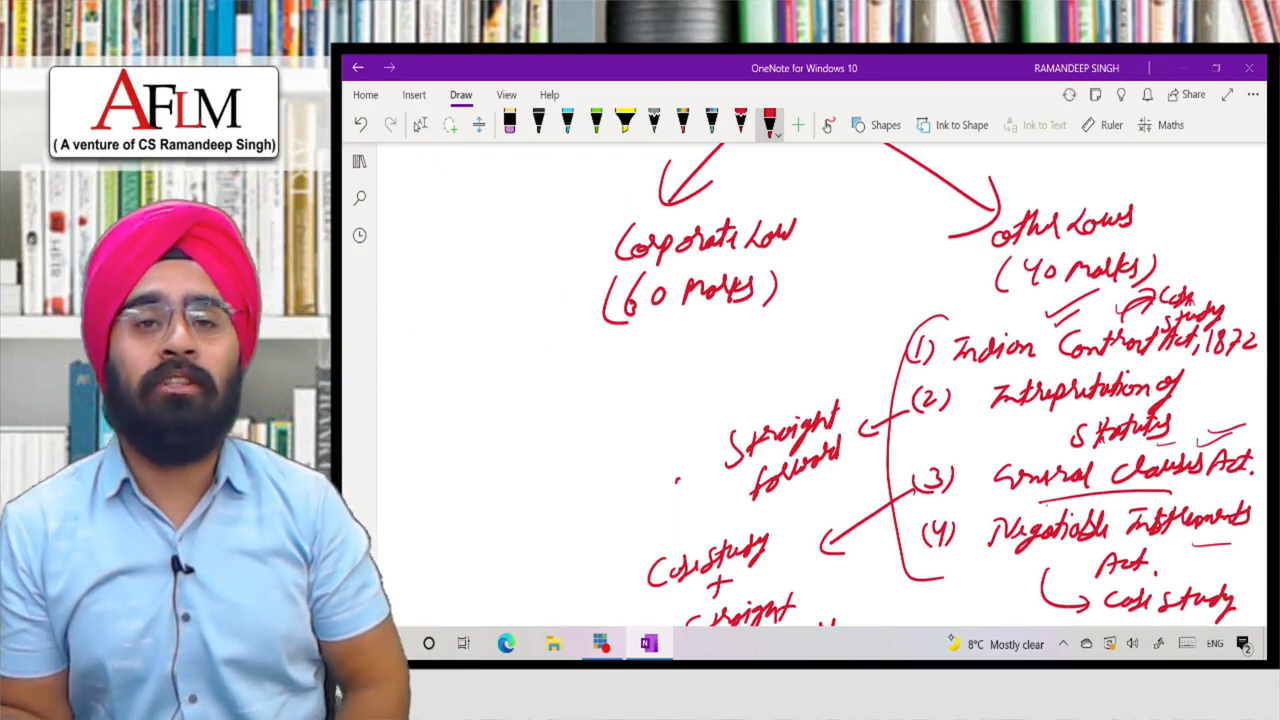 AFLM
( A venture of CS Ramandeep Singh)
OneNote for Windows 10
RAMANDEEP SINGH
Home Insert Draw View Help
Share
Shapes
Ink to Shape
Ink to Text
Ruler
Maths
Corporate Law
(60 Marks)
Other Laws
(40 Marks)
Case
Study
(1) Indian Contract Act, 1872
(2) Intrepretation of
Statutes
Straight
forward
(3) General Clauses Act.
(4) Negotiable Instruments
Act.
Case study
Case study
+
Straight
8°C Mostly clear
ENG
2